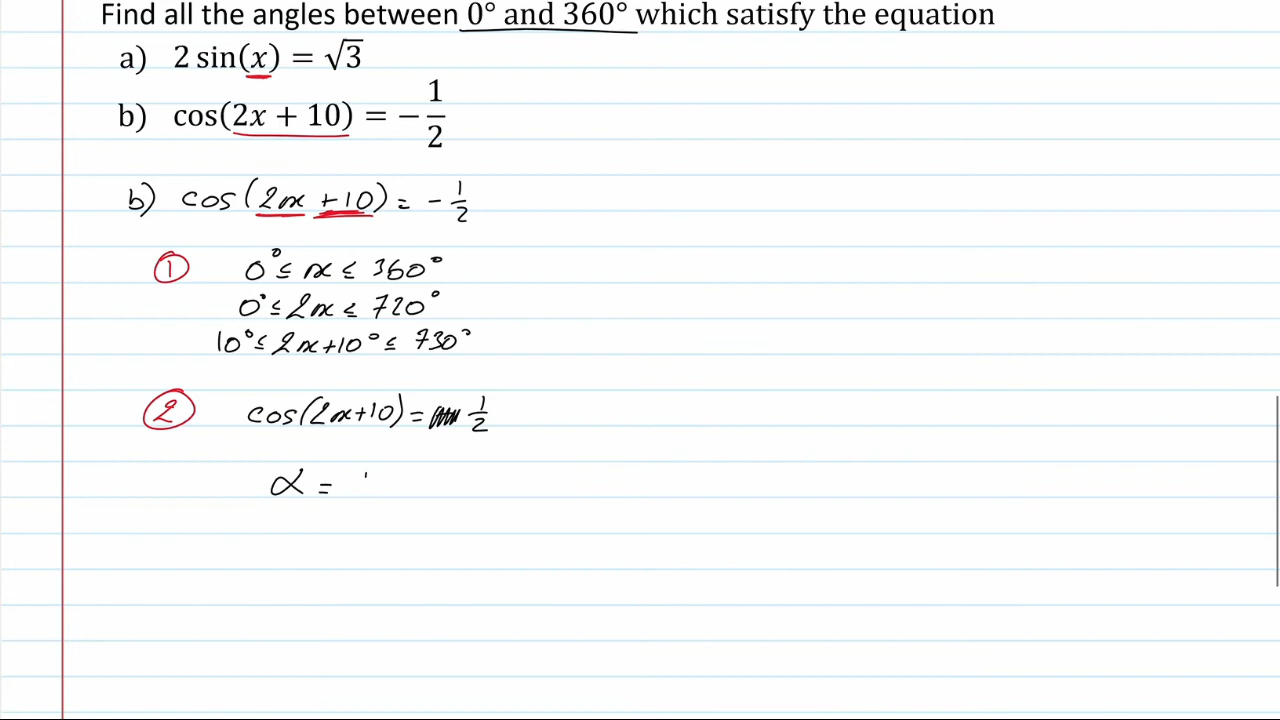 Find all the angles between 0° and 360° which satisfy the equation
a) 2 sin(x) = √3
b) cos(2x + 10) = −1/2
b) cos(2x +10) = - 1/2
① 0° ≤ x ≤ 360°
0° ≤ 2x ≤ 720°
10° ≤ 2x+10° ≤ 730°
② cos(2x+10) = 1/2
α =